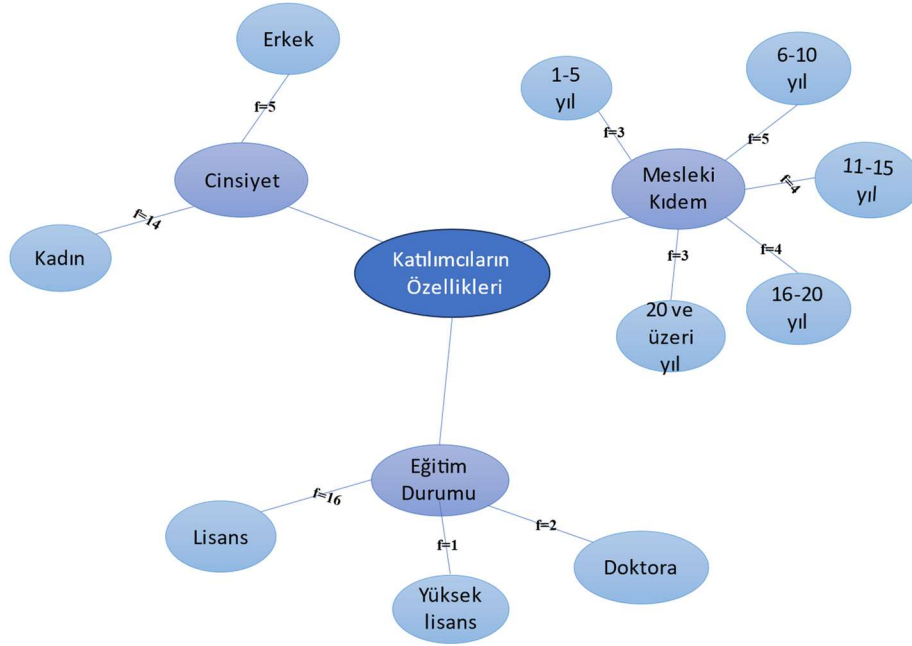 Erkek
f=5
Cinsiyet
f=14
Kadın
1-5
yıl
f=3
6-10
yıl
f=5
Mesleki
Kıdem
f=4
11-15
yıl
f=4
16-20
yıl
f=3
20 ve
üzeri
yıl
Katılımcıların
Özellikleri
Eğitim
Durumu
f=16
Lisans
f=1
Yüksek
lisans
f=2
Doktora